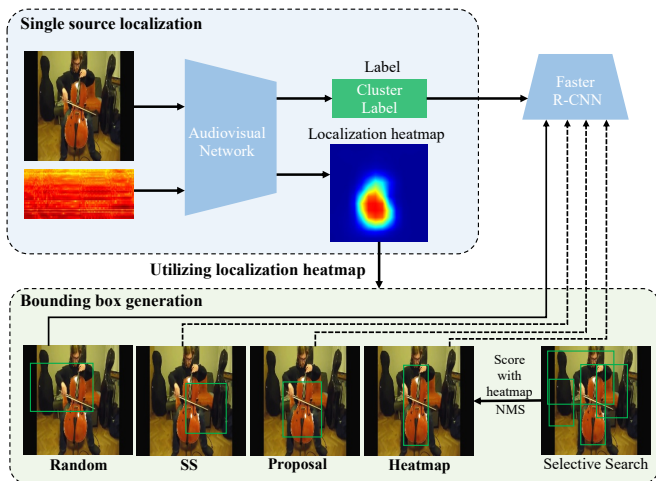 Single source localization
Label
Cluster
Label
Faster
R-CNN
Audiovisual
Network
Localization heatmap
Utilizing localization heatmap
Bounding box generation
Score
with
heatmap
NMS
Random
SS
Proposal
Heatmap
Selective Search